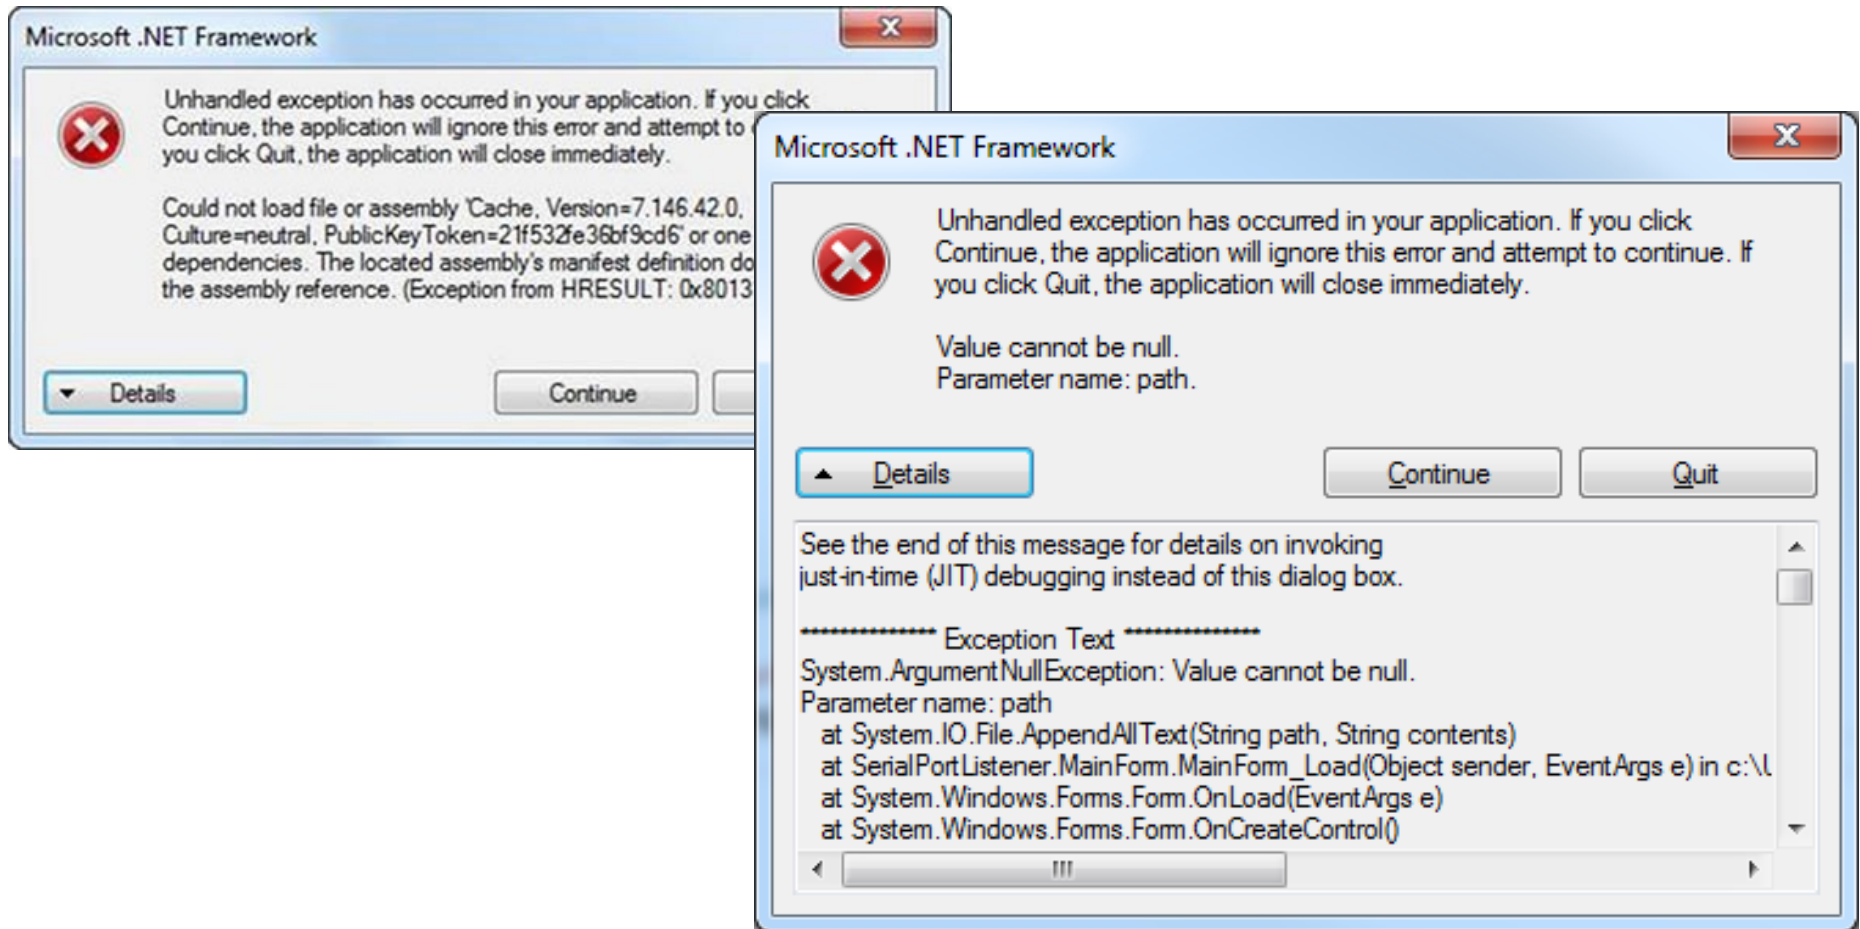 Microsoft .NET Framework
Unhandled exception has occurred in your application. If you click
Continue, the application will ignore this error and attempt to
you click Quit, the application will close immediately.
Could not load file or assembly 'Cache, Version=7.146.42.0,
Culture=neutral, PublicKeyToken=21f532fe36bf9cd6' or one
dependencies. The located assembly's manifest definition do
the assembly reference. (Exception from HRESULT: 0x8013
Details
Continue
Microsoft .NET Framework
Unhandled exception has occurred in your application. If you click
Continue, the application will ignore this error and attempt to continue. If
you click Quit, the application will close immediately.
Value cannot be null.
Parameter name: path.
Details
Continue
Quit
See the end of this message for details on invoking
just-in-time (JIT) debugging instead of this dialog box.
************** Exception Text **************
System.ArgumentNullException: Value cannot be null.
Parameter name: path
at System.IO.File.AppendAllText(String path, String contents)
at SerialPortListener.MainForm.MainForm_Load(Object sender, EventArgs e) in c:\
at System.Windows.Forms.Form.OnLoad(EventArgs e)
at System.Windows.Forms.Form.OnCreateControl()